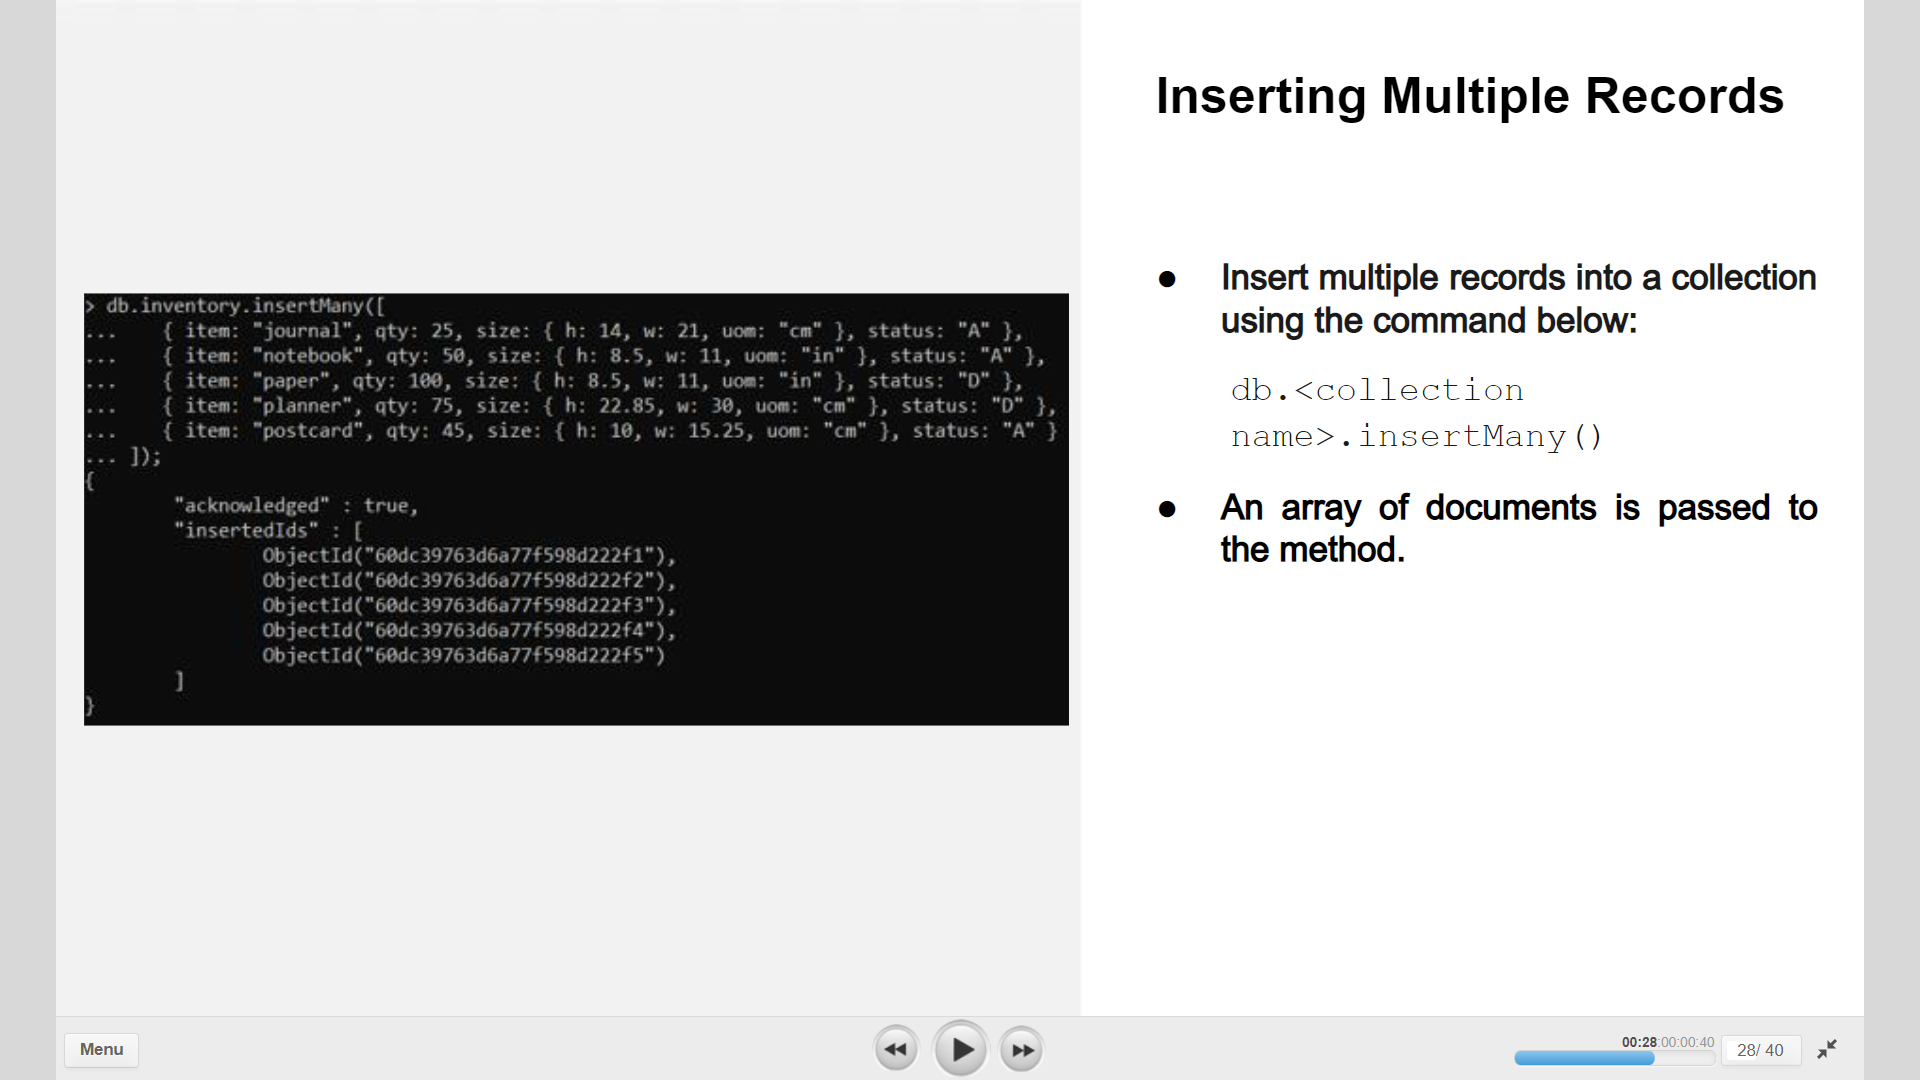 Inserting Multiple Records
> db.inventory.insertMany([
...    { item: "journal", qty: 25, size: { h: 14, w: 21, uom: "cm" }, status: "A" },
...    { item: "notebook", qty: 50, size: { h: 8.5, w: 11, uom: "in" }, status: "A" },
...    { item: "paper", qty: 100, size: { h: 8.5, w: 11, uom: "in" }, status: "D" },
...    { item: "planner", qty: 75, size: { h: 22.85, w: 30, uom: "cm" }, status: "D" },
...    { item: "postcard", qty: 45, size: { h: 10, w: 15.25, uom: "cm" }, status: "A" }
... ]);
{
        "acknowledged" : true,
        "insertedIds" : [
                ObjectId("60dc39763d6a77f598d222f1"),
                ObjectId("60dc39763d6a77f598d222f2"),
                ObjectId("60dc39763d6a77f598d222f3"),
                ObjectId("60dc39763d6a77f598d222f4"),
                ObjectId("60dc39763d6a77f598d222f5")
        ]
}
● Insert multiple records into a collection
using the command below:
db.<collection
name>.insertMany()
● An array of documents is passed to
the method.
Menu
00:28:00:00:40
28/ 40